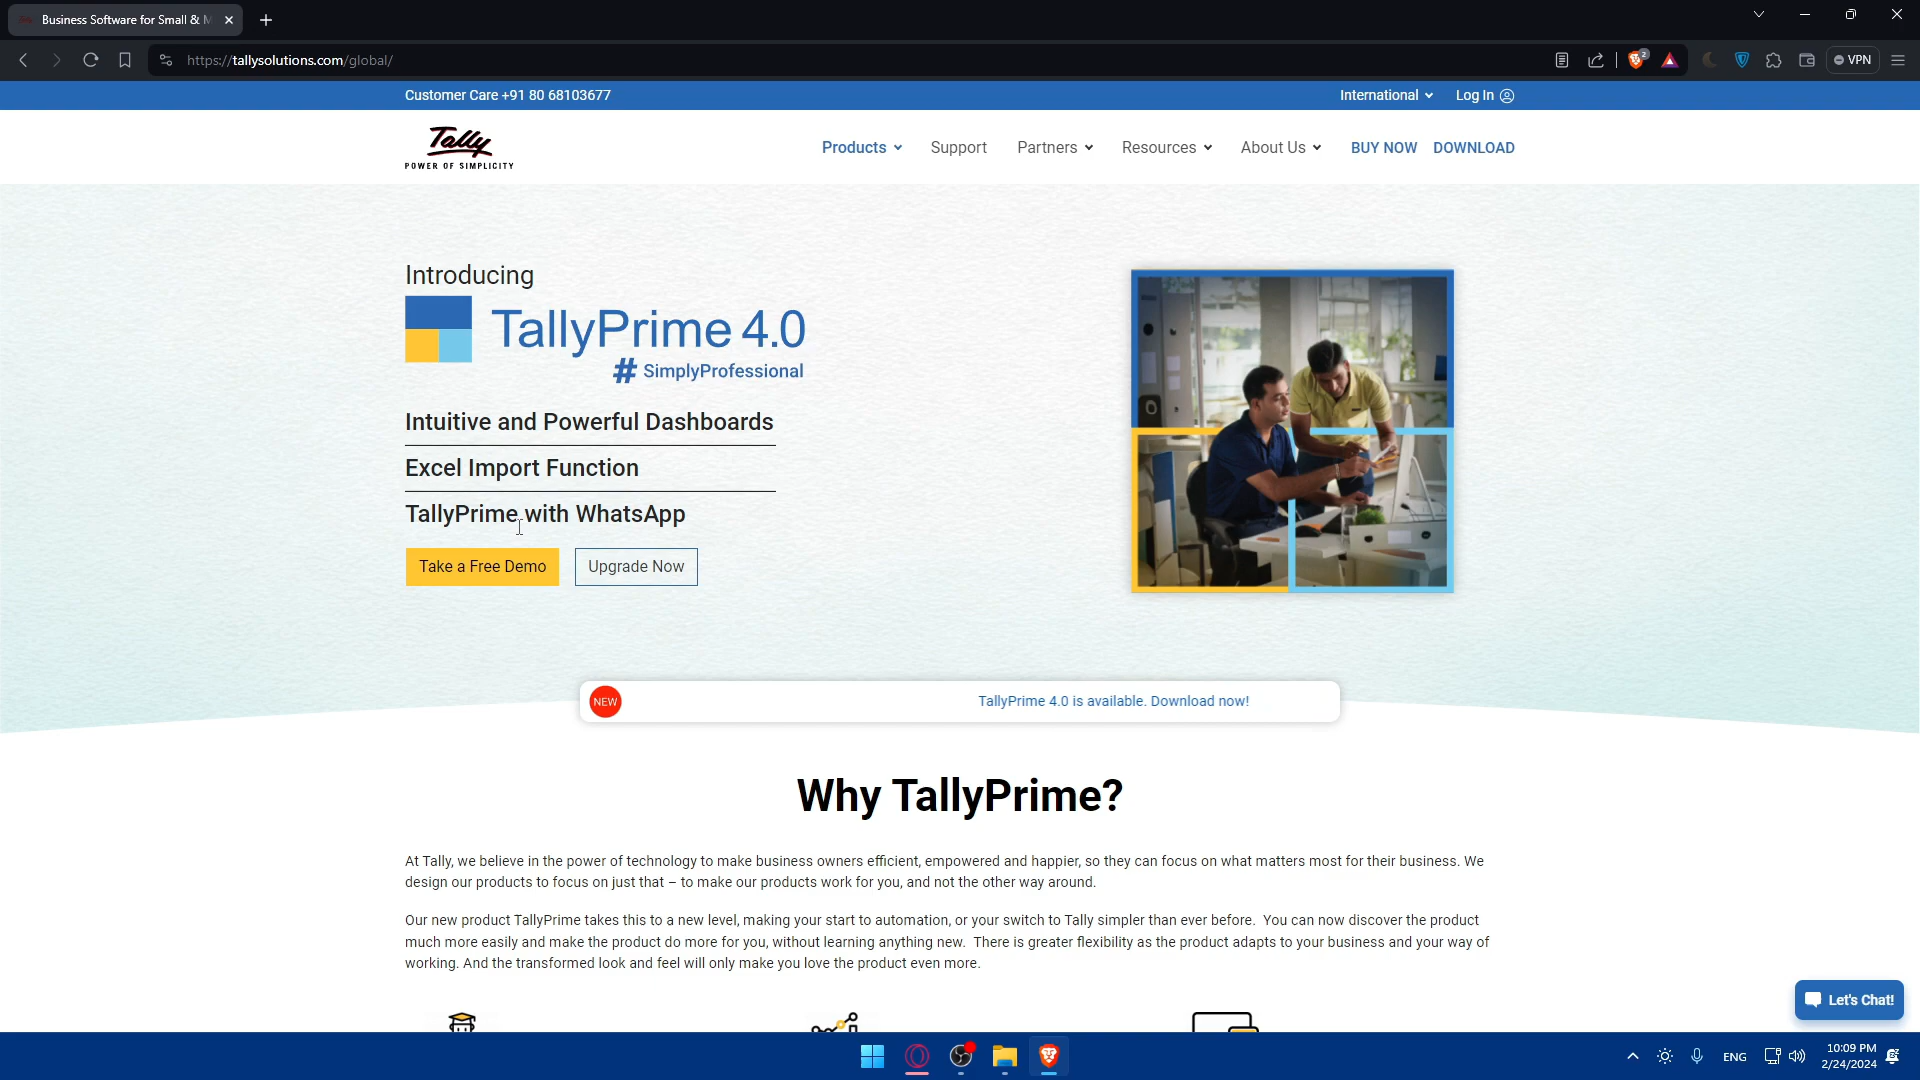 Business Software for Small & M
https://tallysolutions.com/global/
2
VPN
Customer Care +91 80 68103677
International
Log In
Tally
POWER OF SIMPLICITY
Products
Support
Partners
Resources
About Us
BUY NOW
DOWNLOAD
Introducing
TallyPrime 4.0
# SimplyProfessional
Intuitive and Powerful Dashboards
Excel Import Function
TallyPrime with WhatsApp
Take a Free Demo
Upgrade Now
NEW
TallyPrime 4.0 is available. Download now!
Why TallyPrime?
At Tally, we believe in the power of technology to make business owners efficient, empowered and happier, so they can focus on what matters most for their business. We
design our products to focus on just that – to make our products work for you, and not the other way around.
Our new product TallyPrime takes this to a new level, making your start to automation, or your switch to Tally simpler than ever before. You can now discover the product
much more easily and make the product do more for you, without learning anything new. There is greater flexibility as the product adapts to your business and your way of
working. And the transformed look and feel will only make you love the product even more.
Let's Chat!
ENG
10:09 PM
2/24/2024